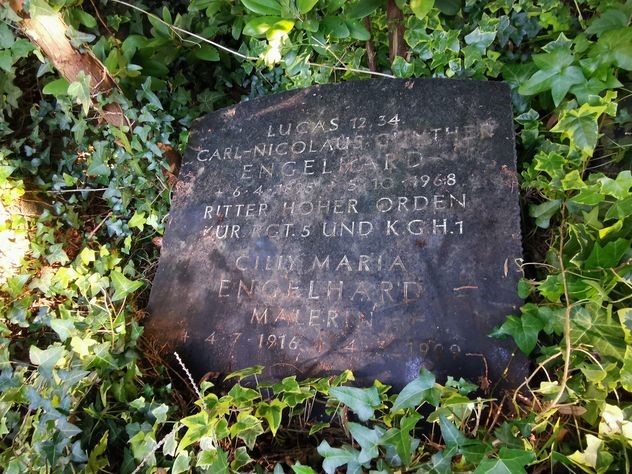 LUCAS 12.34
CARL-NICOLAUS GÜNTHER
ENGELHARD
5.10.1968
RITTER HOHER ORDEN
KÜR RGT.5 UND K.G.H.1
CILLY MARIA
ENGELHARD
MALERIN
4.7.1916